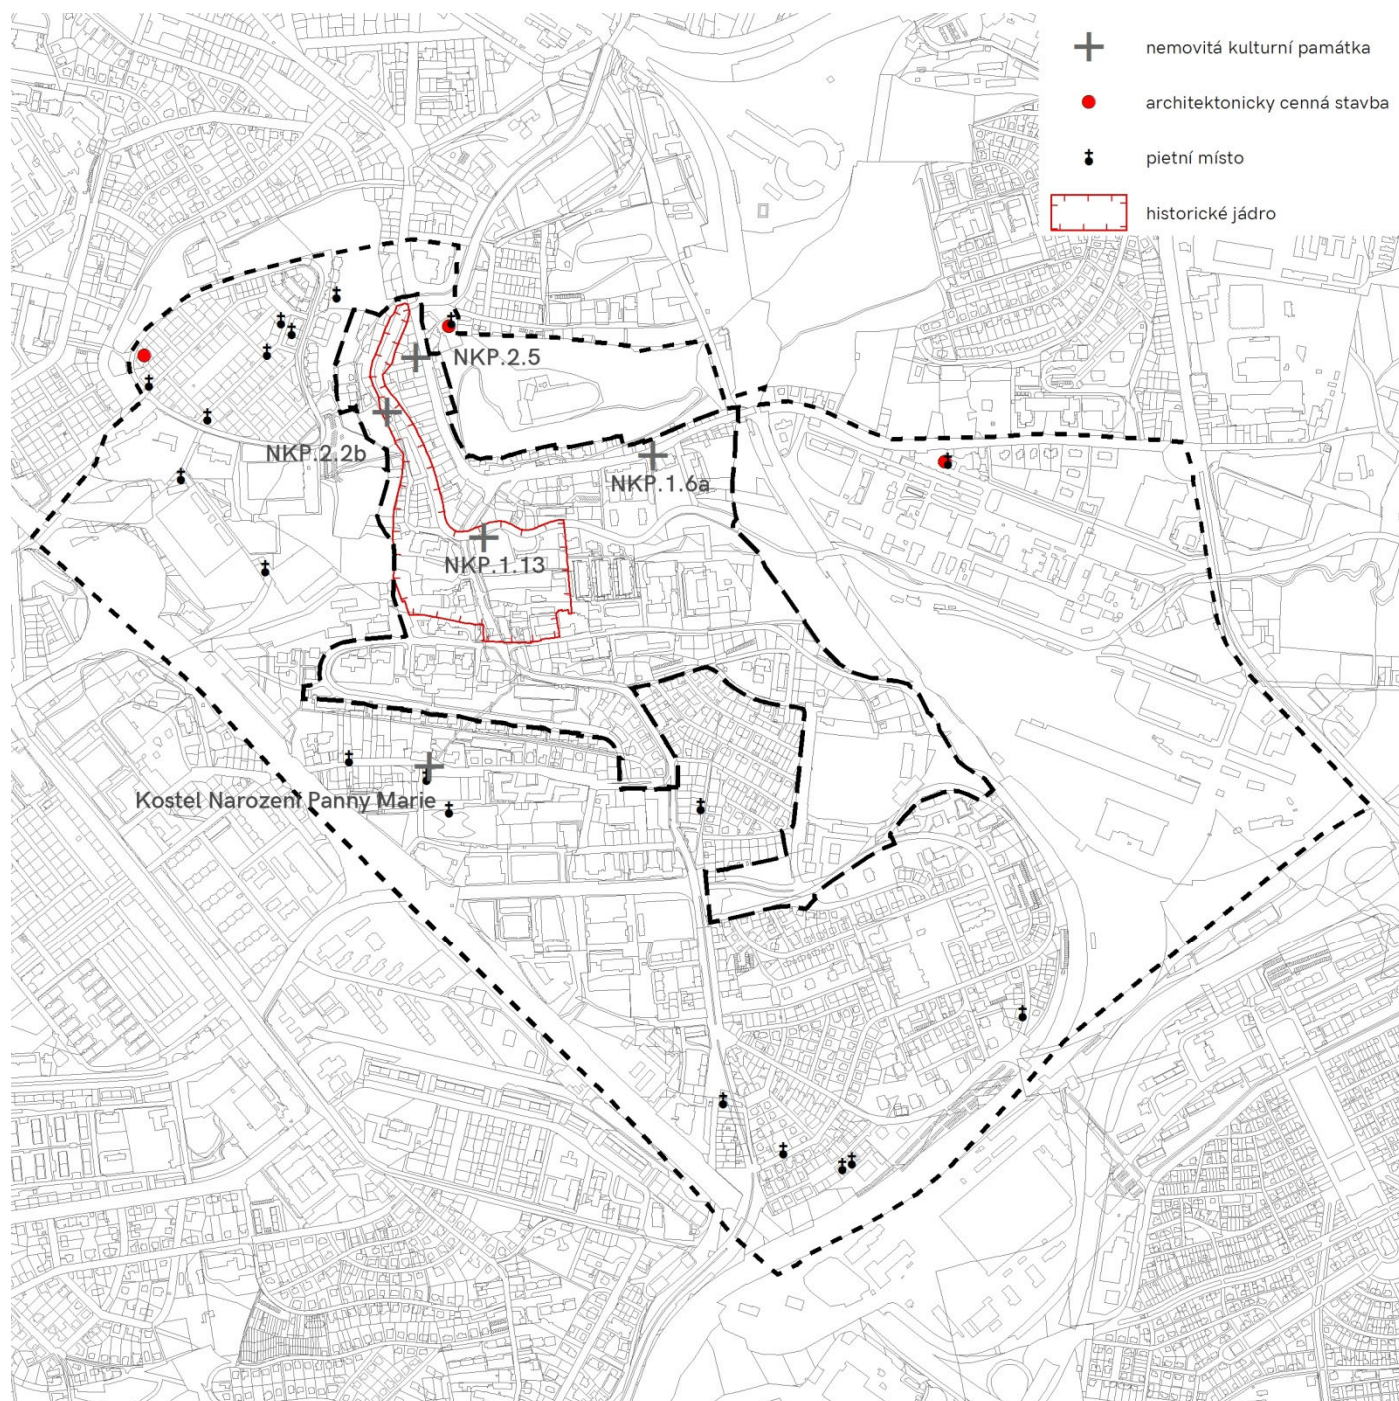 nemovitá kulturní památka
architektonicky cenná stavba
pietní místo
historické jádro
NKP.2.5
NKP.2.2b
NKP.1.6a
NKP.1.13
Kostel Narození Panny Marie